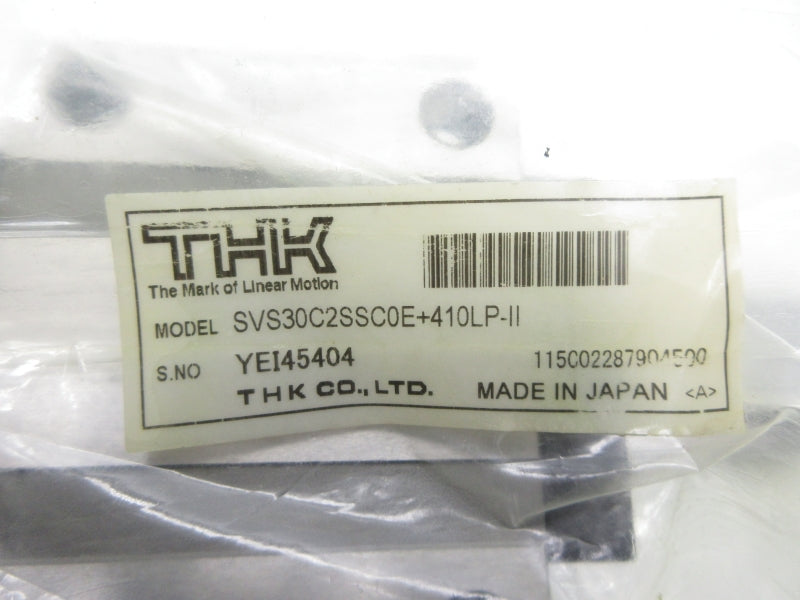 THK
The Mark of Linear Motion
MODEL SVS30C2SSC0E+410LP-II
S.NO YEI45404 115C02287904500
THK CO., LTD. MADE IN JAPAN <A>